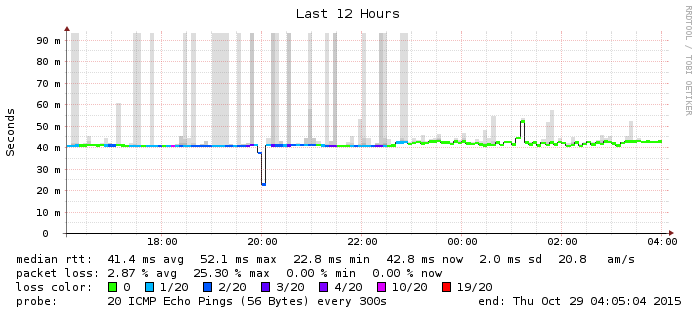 Last 12 Hours
RRDTOOL / TOBI OETIKER
Seconds
90 m
80 m
70 m
60 m
50 m
40 m
30 m
20 m
10 m
0
18:00 20:00 22:00 00:00 02:00 04:00
median rtt: 41.4 ms avg 52.1 ms max 22.8 ms min 42.8 ms now 2.0 ms sd 20.8 am/s
packet loss: 2.87 % avg 25.30 % max 0.00 % min 0.00 % now
loss color: 0 1/20 2/20 3/20 4/20 10/20 19/20
probe: 20 ICMP Echo Pings (56 Bytes) every 300s end: Thu Oct 29 04:05:04 2015